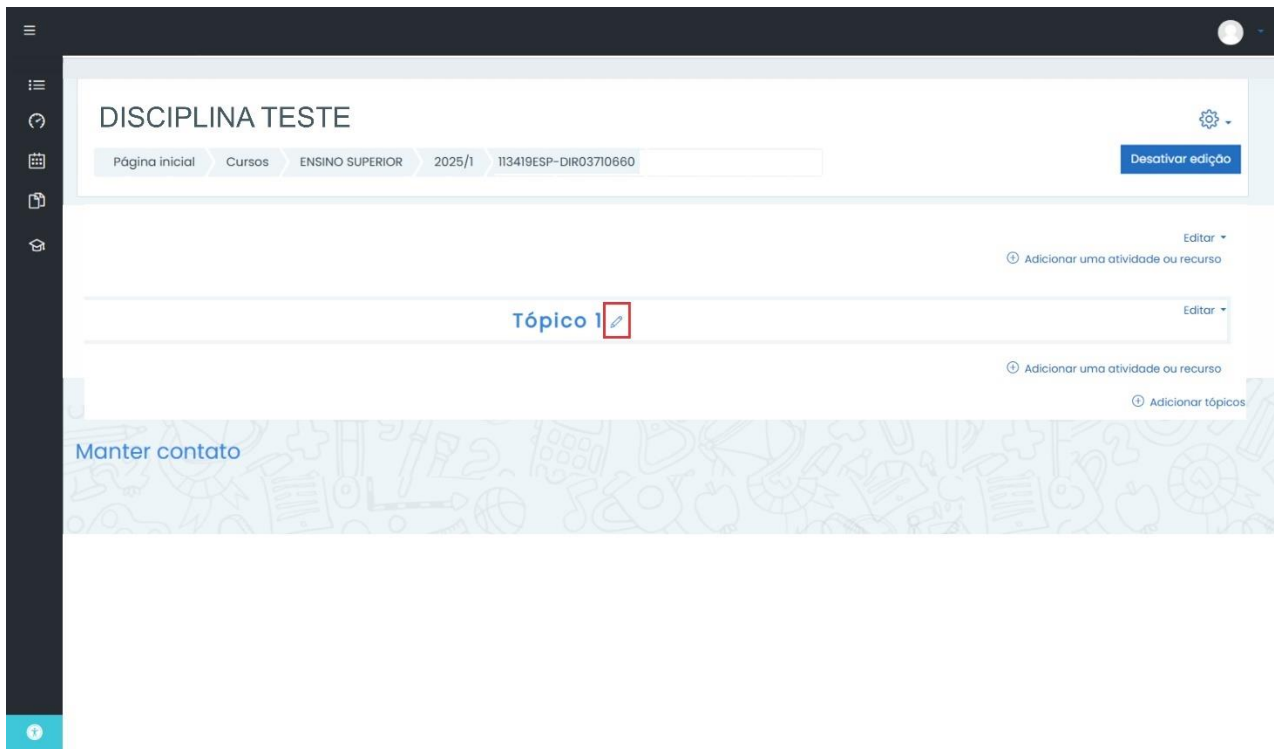 DISCIPLINA TESTE
Página inicial Cursos ENSINO SUPERIOR 2025/1 113419ESP-DIR03710660
Desativar edição
Editar
Adicionar uma atividade ou recurso
Tópico 1
Editar
Adicionar uma atividade ou recurso
Adicionar tópicos
Manter contato